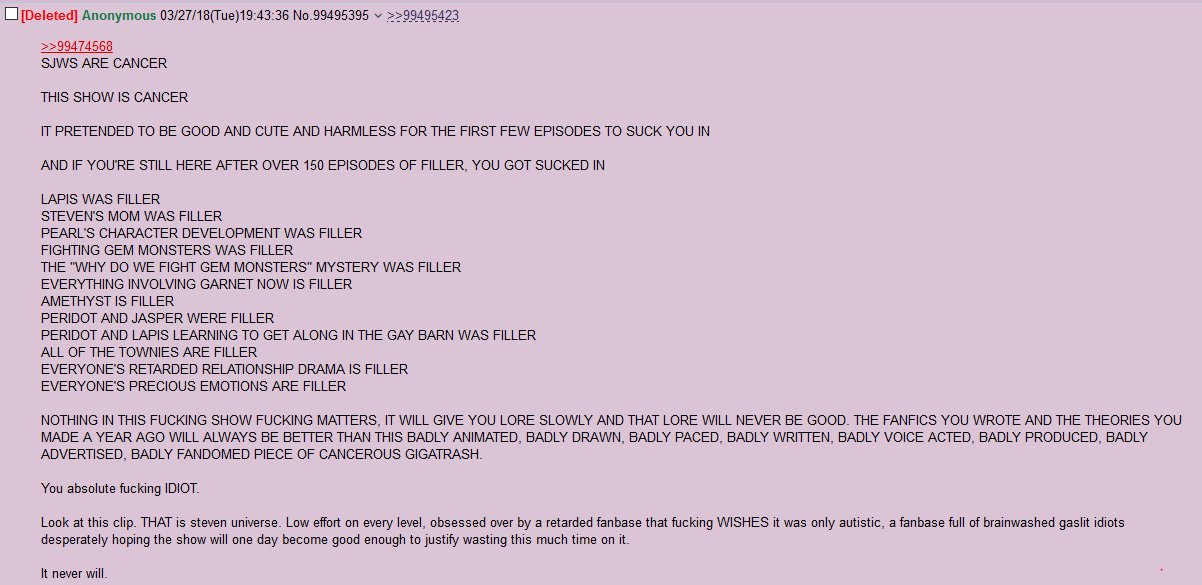 [Deleted] Anonymous 03/27/18(Tue)19:43:36 No.99495395 >>99495423
>>99474568
SJWS ARE CANCER
THIS SHOW IS CANCER
IT PRETENDED TO BE GOOD AND CUTE AND HARMLESS FOR THE FIRST FEW EPISODES TO SUCK YOU IN
AND IF YOU'RE STILL HERE AFTER OVER 150 EPISODES OF FILLER, YOU GOT SUCKED IN
LAPIS WAS FILLER
STEVEN'S MOM WAS FILLER
PEARL'S CHARACTER DEVELOPMENT WAS FILLER
FIGHTING GEM MONSTERS WAS FILLER
THE "WHY DO WE FIGHT GEM MONSTERS" MYSTERY WAS FILLER
EVERYTHING INVOLVING GARNET NOW IS FILLER
AMETHYST IS FILLER
PERIDOT AND JASPER WERE FILLER
PERIDOT AND LAPIS LEARNING TO GET ALONG IN THE GAY BARN WAS FILLER
ALL OF THE TOWNIES ARE FILLER
EVERYONE'S RETARDED RELATIONSHIP DRAMA IS FILLER
EVERYONE'S PRECIOUS EMOTIONS ARE FILLER
NOTHING IN THIS FUCKING SHOW FUCKING MATTERS, IT WILL GIVE YOU LORE SLOWLY AND THAT LORE WILL NEVER BE GOOD. THE FANFICS YOU WROTE AND THE THEORIES YOU
MADE A YEAR AGO WILL ALWAYS BE BETTER THAN THIS BADLY ANIMATED, BADLY DRAWN, BADLY PACED, BADLY WRITTEN, BADLY VOICE ACTED, BADLY PRODUCED, BADLY
ADVERTISED, BADLY FANDOMED PIECE OF CANCEROUS GIGATRASH.
You absolute fucking IDIOT.
Look at this clip. THAT is steven universe. Low effort on every level, obsessed over by a retarded fanbase that fucking WISHES it was only autistic, a fanbase full of brainwashed gaslit idiots
desperately hoping the show will one day become good enough to justify wasting this much time on it.
It never will.